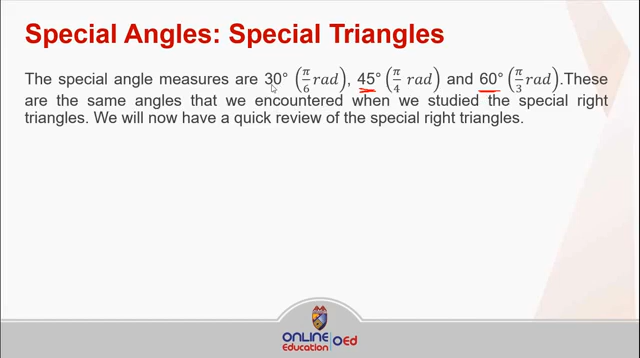 Special Angles: Special Triangles
The special angle measures are 30° (π/6 rad), 45° (π/4 rad) and 60° (π/3 rad). These
are the same angles that we encountered when we studied the special right
triangles. We will now have a quick review of the special right triangles.
ONLINE
Education OEd